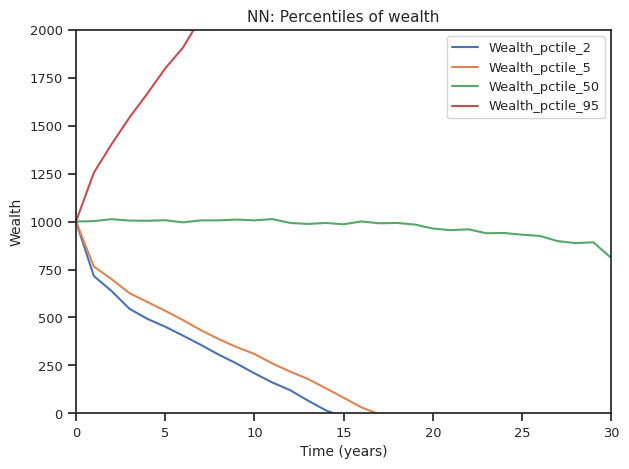 NN: Percentiles of wealth
Wealth_pctile_2
Wealth_pctile_5
Wealth_pctile_50
Wealth_pctile_95
Wealth
2000
1750
1500
1250
1000
750
500
250
0
0 5 10 15 20 25 30
Time (years)